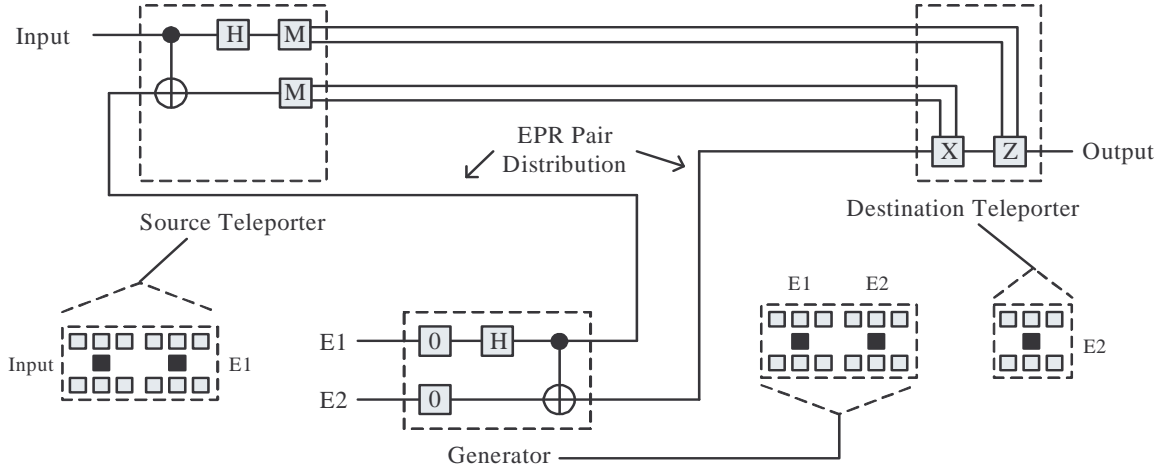 Input
H
M
M
EPR Pair
Distribution
X
Z
Output
Source Teleporter
Destination Teleporter
E1
E2
Input
E1
E1
0
H
E2
E2
0
Generator